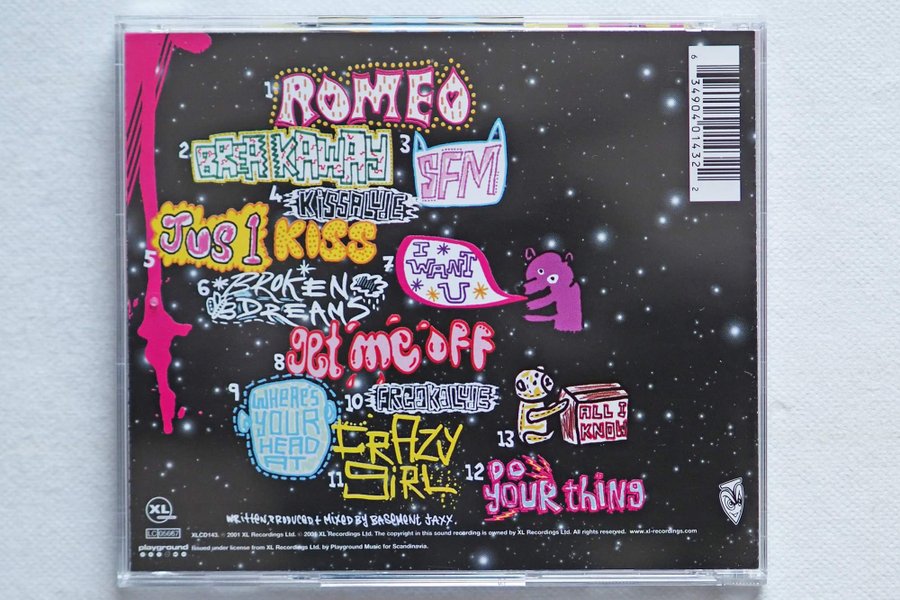 1 ROMEO
2 BREAKAWAY
3 SFM
4 KISSALUDE
5 Jus 1 KISS
6 BROKEN DREAMS
7 I WANT U
8 get me off
9 WHERE'S YOUR HEAD AT
10 FREAKALUDE
11 CRAZY GiRL
12 DO YOUR thing
13 ALL I KNOW
6 34904 01432 2
WRITTEN, PRODUCED + MIXED BY BASEMENT JAXX
XL
LC 05667
XLCD143. ℗ 2001 XL Recordings Ltd. © 2001 XL Recordings Ltd. The copyright in this sound recording is owned by XL Recordings Ltd. All rights reserved. www.xl-recordings.com
playground
Issued under license from XL Recordings Ltd. by Playground Music for Scandinavia.